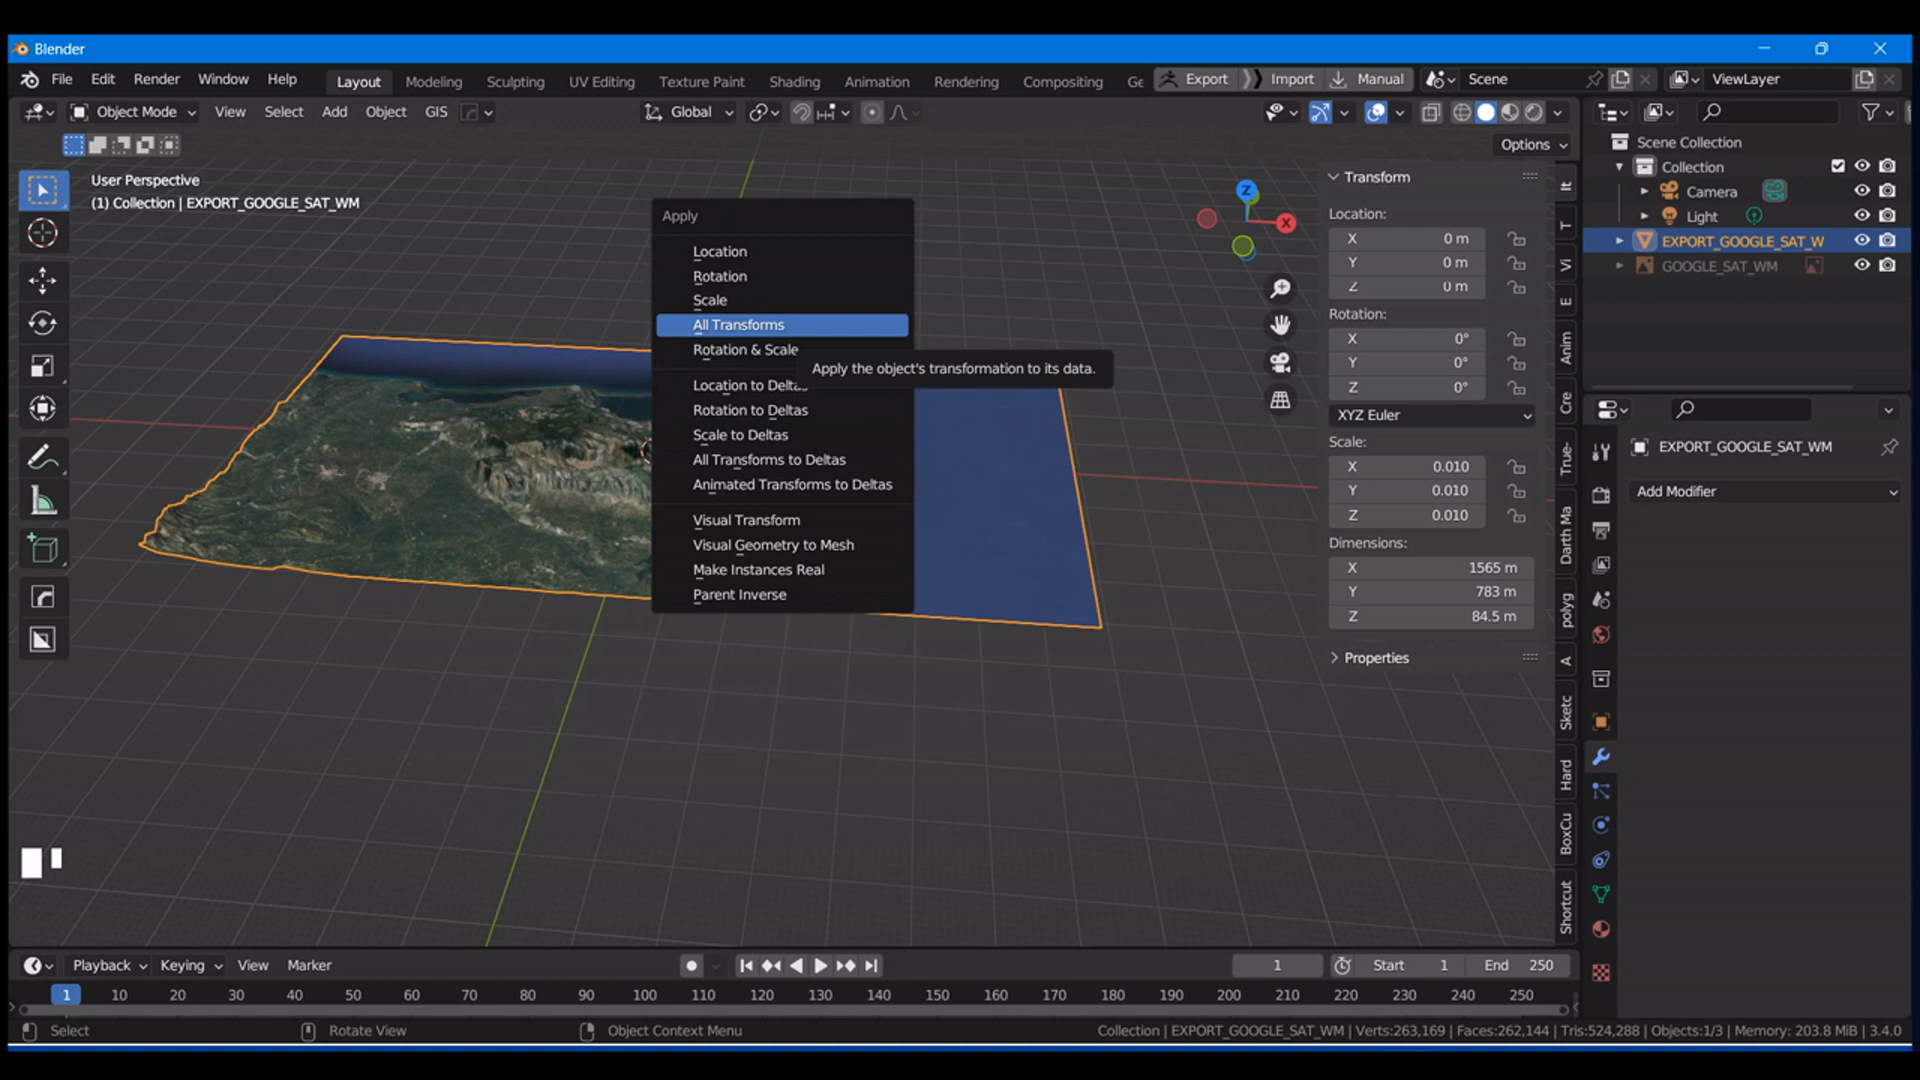 Blender
File Edit Render Window Help Layout Modeling Sculpting UV Editing Texture Paint Shading Animation Rendering Compositing Ge Export Import Manual Scene ViewLayer
Object Mode View Select Add Object GIS Global
Options
User Perspective
(1) Collection | EXPORT_GOOGLE_SAT_WM
Apply
Location
Rotation
Scale
All Transforms
Rotation & Scale
Apply the object's transformation to its data.
Location to Deltas
Rotation to Deltas
Scale to Deltas
All Transforms to Deltas
Animated Transforms to Deltas
Visual Transform
Visual Geometry to Mesh
Make Instances Real
Parent Inverse
Z
X
Transform
Location:
X 0 m
Y 0 m
Z 0 m
Rotation:
X 0°
Y 0°
Z 0°
XYZ Euler
Scale:
X 0.010
Y 0.010
Z 0.010
Dimensions:
X 1565 m
Y 783 m
Z 84.5 m
Properties
It
T
Vi
E
Anim
Cre
True-
Darth Ma
polyg
A
Sketc
Hard
BoxCu
Shortcut
Scene Collection
Collection
Camera
Light
EXPORT_GOOGLE_SAT_W
GOOGLE_SAT_WM
EXPORT_GOOGLE_SAT_WM
Add Modifier
Playback Keying View Marker 1 Start 1 End 250
1 10 20 30 40 50 60 70 80 90 100 110 120 130 140 150 160 170 180 190 200 210 220 230 240 250
Select Rotate View Object Context Menu Collection | EXPORT_GOOGLE_SAT_WM | Verts:263,169 | Faces:262,144 | Tris:524,288 | Objects:1/3 | Memory: 203.8 MiB | 3.4.0